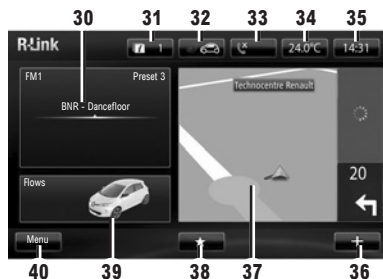 30 31 32 33 34 35
R-Link i 1 24.0°C 14:31
FM1 Preset 3
BNR - Dancefloor
Technocentre Renault
Flows
20
Menu ★ +
40 39 38 37 36